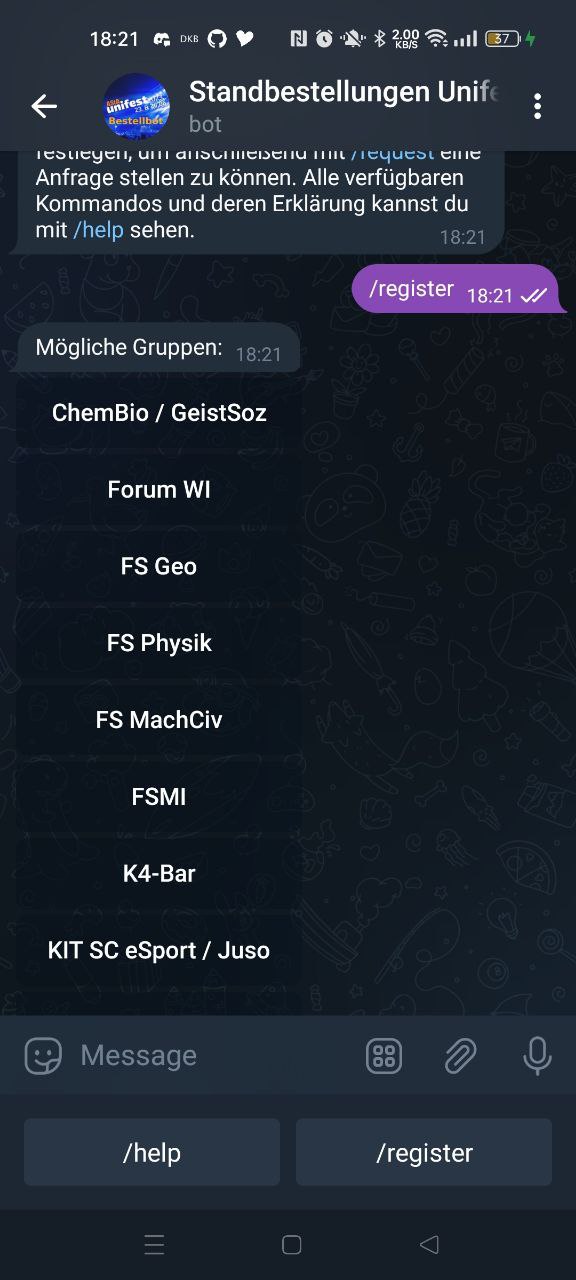 18:21 DKB 2.00 KB/S 37
Standbestellungen Unife
bot
unifest
Bestellbot
festlegen, um anschließend mit /request eine
Anfrage stellen zu können. Alle verfügbaren
Kommandos und deren Erklärung kannst du
mit /help sehen.
18:21
/register 18:21
Mögliche Gruppen: 18:21
ChemBio / GeistSoz
Forum WI
FS Geo
FS Physik
FS MachCiv
FSMI
K4-Bar
KIT SC eSport / Juso
Message
/help
/register